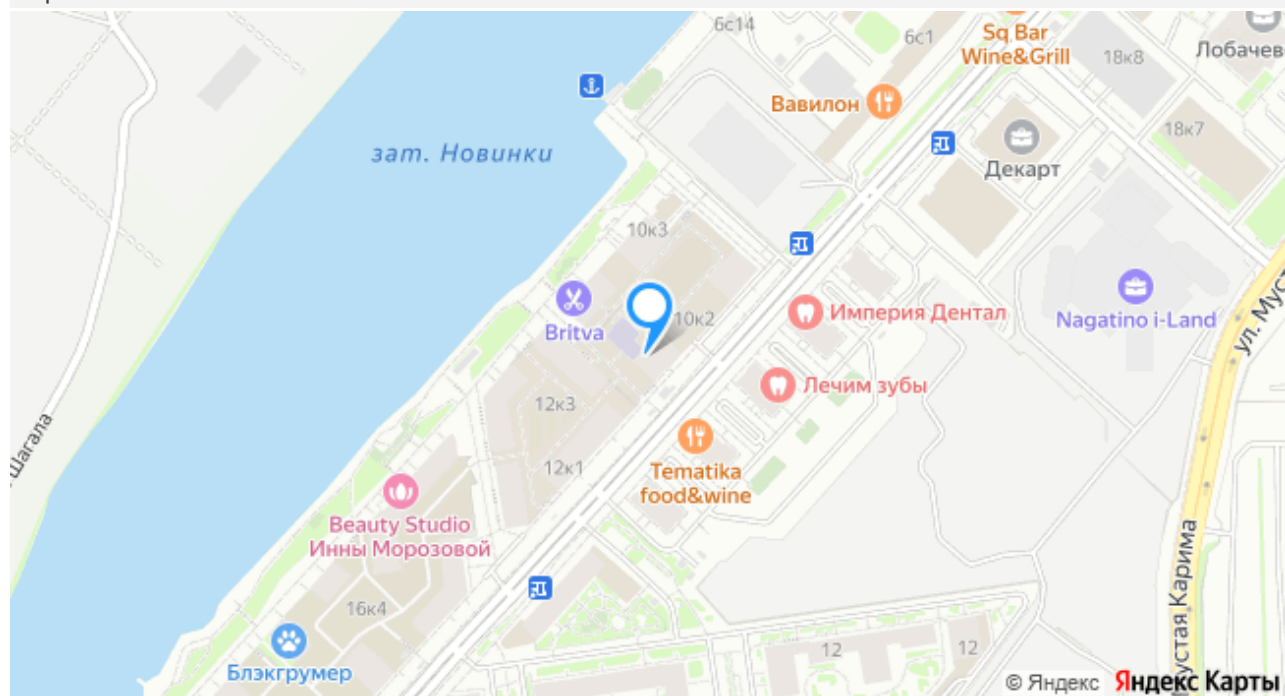 6с14
6с1
Sq Bar
Wine&Grill
18к8
Лобачев
Вавилон
18к7
зат. Новинки
Декарт
10к3
Britva
10к2
Империя Дентал
Nagatino i-Land
ул. Муст
Лечим зубы
12к3
Шагала
12к1
Tematika
food&wine
Beauty Studio
Инны Морозовой
16к4
Блэкгрумер
12
12
Мустая Карима
© Яндекс Яндекс Карты